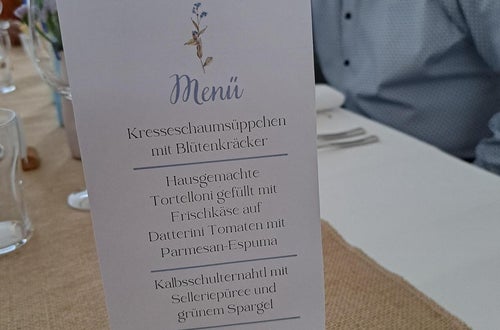 Menü
Kresseschaumsüppchen
mit Blütenkräcker
Hausgemachte
Tortelloni gefüllt mit
Frischkäse auf
Datterini Tomaten mit
Parmesan-Espuma
Kalbsschulternahtl mit
Selleriepüree und
grünem Spargel